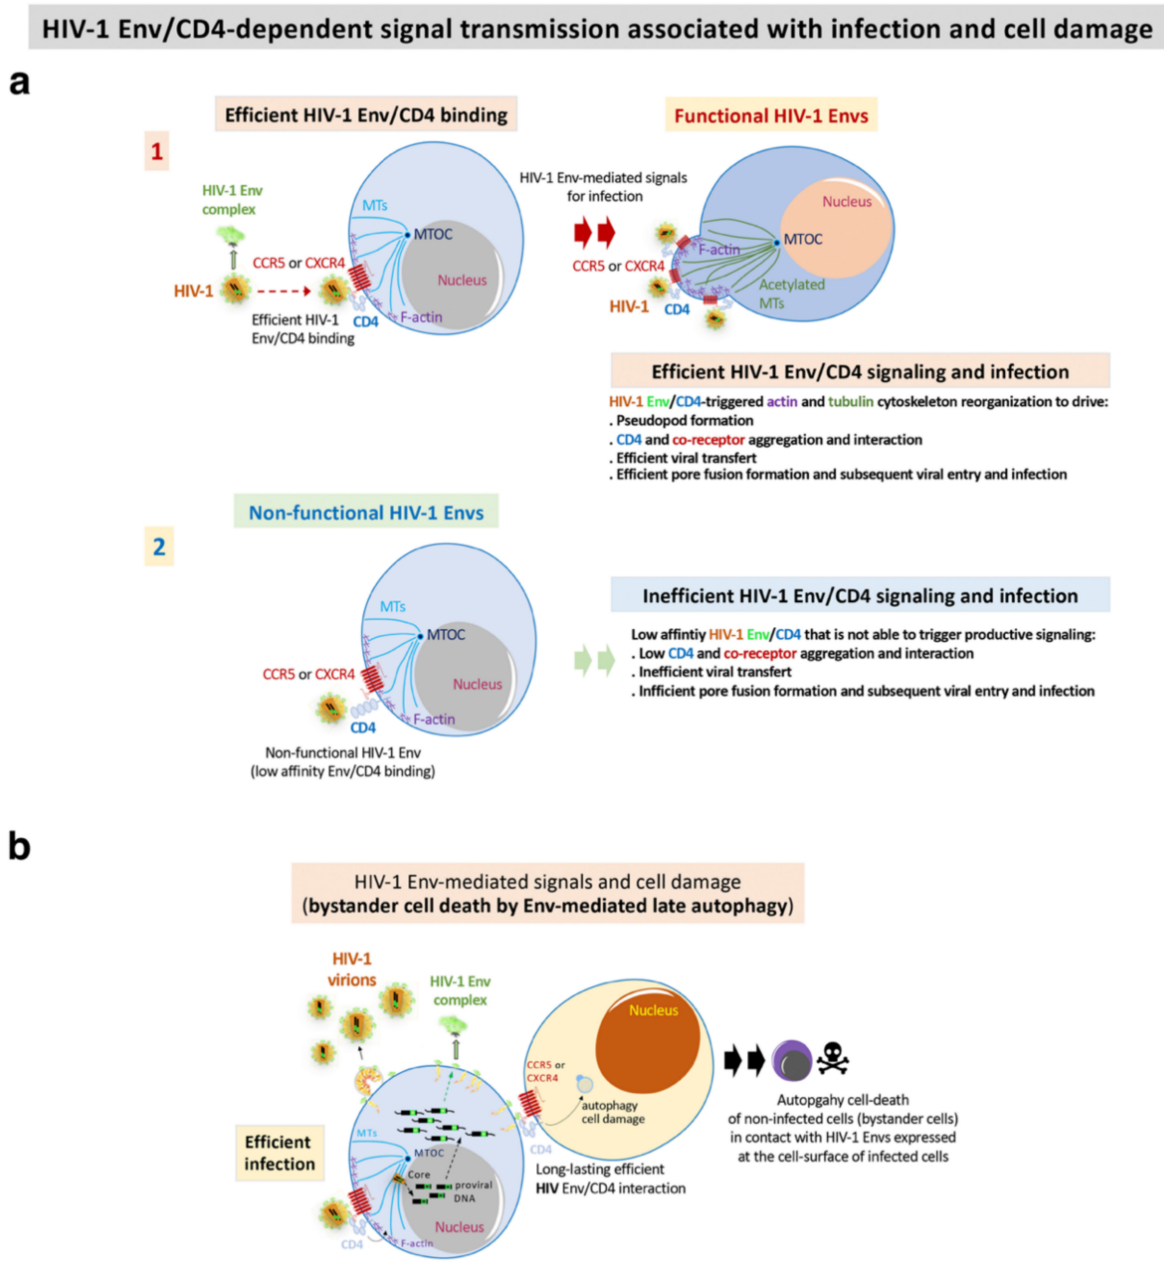 HIV-1 Env/CD4-dependent signal transmission associated with infection and cell damage
a
Efficient HIV-1 Env/CD4 binding
Functional HIV-1 Envs
1
HIV-1 Env
complex
MTs
MTOC
CCR5 or CXCR4
Nucleus
HIV-1
Efficient HIV-1
Env/CD4 binding
CD4
F-actin
HIV-1 Env-mediated signals
for infection
Nucleus
F-actin
MTOC
CCR5 or CXCR4
Acetylated
MTs
HIV-1
CD4
Efficient HIV-1 Env/CD4 signaling and infection
HIV-1 Env/CD4-triggered actin and tubulin cytoskeleton reorganization to drive:
. Pseudopod formation
. CD4 and co-receptor aggregation and interaction
. Efficient viral transfert
. Efficient pore fusion formation and subsequent viral entry and infection
Non-functional HIV-1 Envs
2
MTs
MTOC
CCR5 or CXCR4
Nucleus
F-actin
CD4
Non-functional HIV-1 Env
(low affinity Env/CD4 binding)
Inefficient HIV-1 Env/CD4 signaling and infection
Low affintiy HIV-1 Env/CD4 that is not able to trigger productive signaling:
. Low CD4 and co-receptor aggregation and interaction
. Inefficient viral transfert
. Infficient pore fusion formation and subsequent viral entry and infection
b
HIV-1 Env-mediated signals and cell damage
(bystander cell death by Env-mediated late autophagy)
HIV-1
virions
HIV-1 Env
complex
Nucleus
CCR5 or
CXCR4
autophagy
cell damage
CD4
Long-lasting efficient
HIV Env/CD4 interaction
Autopgahy cell-death
of non-infected cells (bystander cells)
in contact with HIV-1 Envs expressed
at the cell-surface of infected cells
Efficient
infection
MTs
MTOC
Core
proviral
DNA
Nucleus
CD4
F-actin